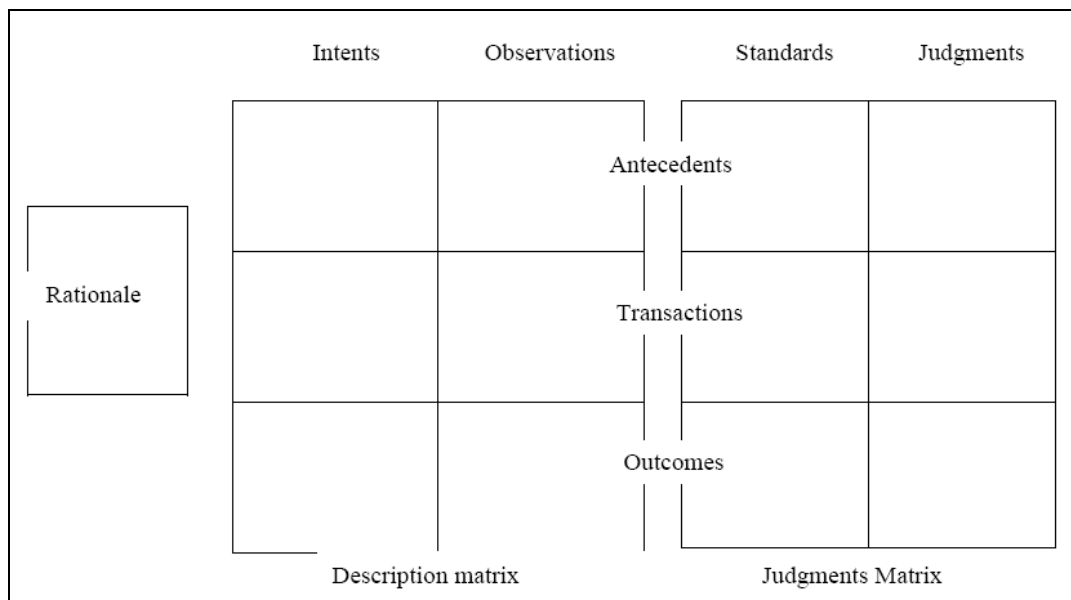 Intents Observations Standards Judgments
Antecedents
Rationale
Transactions
Outcomes
Description matrix Judgments Matrix